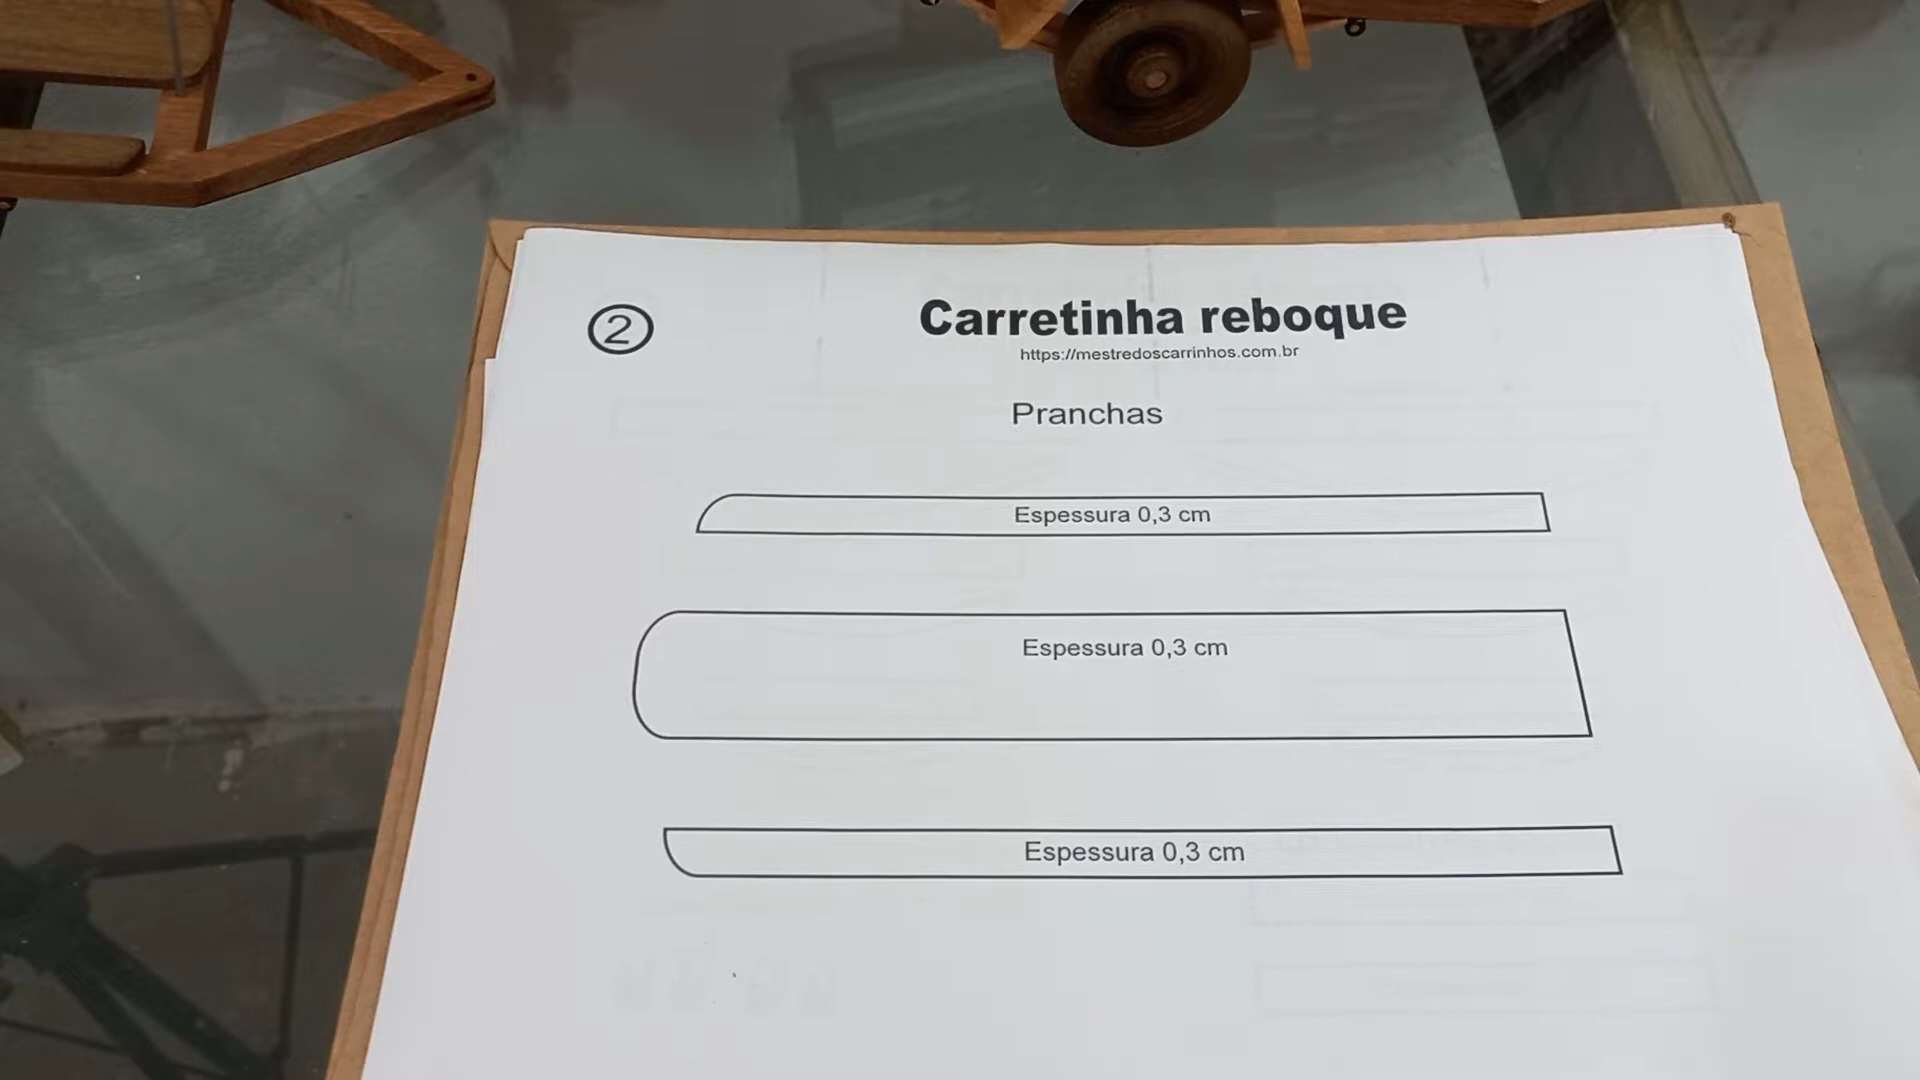 2
Carretinha reboque
https://mestredoscarrinhos.com.br
Pranchas
Espessura 0,3 cm
Espessura 0,3 cm
Espessura 0,3 cm